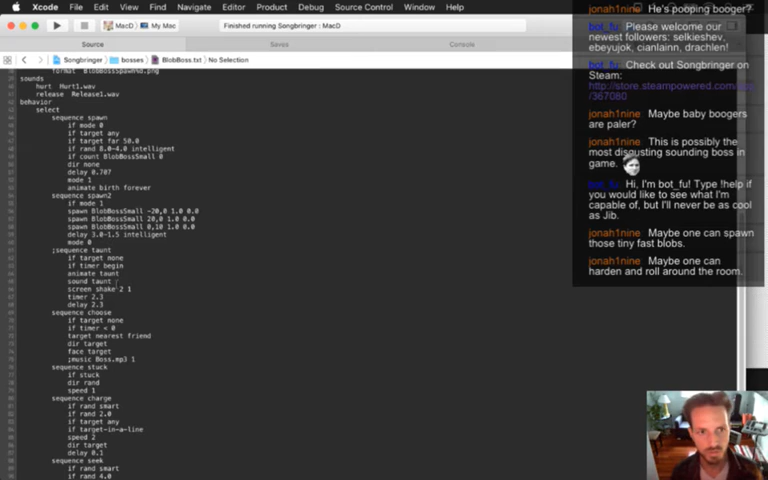 Xcode File Edit View Find Navigate Editor Product Debug Source Control Window Help
MacD My Mac
Finished running Songbringer : MacD
Source
Saves
Console
Songbringer bosses BlobBoss.txt No Selection
format BlobBossSpawn%d.png
sounds
hurt Hurt1.wav
release Release1.wav
behavior
select
sequence spawn
if mode 0
if target any
if target far 50.0
if rand 8.0-4.0 intelligent
if count BlobBossSmall 0
dir none
delay 0.707
mode 1
animate birth forever
sequence spawn2
if mode 1
spawn BlobBossSmall -20,0 1.0 0.0
spawn BlobBossSmall 20,0 1.0 0.0
spawn BlobBossSmall 0,10 1.0 0.0
delay 3.0-1.5 intelligent
mode 0
;sequence taunt
if target none
if timer begin
animate taunt
sound taunt
screen shake 2 1
timer 2.3
delay 2.3
sequence choose
if target none
if timer < 0
target nearest friend
dir target
face target
;music Boss.mp3 1
sequence stuck
if stuck
dir rand
speed 1
sequence charge
if rand smart
if rand 2.0
if target any
if target-in-a-line
speed 2
dir target
delay 0.1
sequence seek
if rand smart
if rand 4.0
jonah1nine He's pooping booger?
bot_fu Please welcome our
newest followers: selkieshev,
ebeyujok, cianlainn, drachlen!
bot_fu Check out Songbringer on
Steam:
http://store.steampowered.com/app
/367080
jonah1nine Maybe baby boogers
are paler?
jonah1nine This is possibly the
most disgusting sounding boss in
game.
bot_fu Hi, I'm bot_fu! Type !help if
you would like to see what I'm
capable of, but I'll never be as cool
as Jib.
jonah1nine Maybe one can spawn
those tiny fast blobs.
jonah1nine Maybe one can
harden and roll around the room.